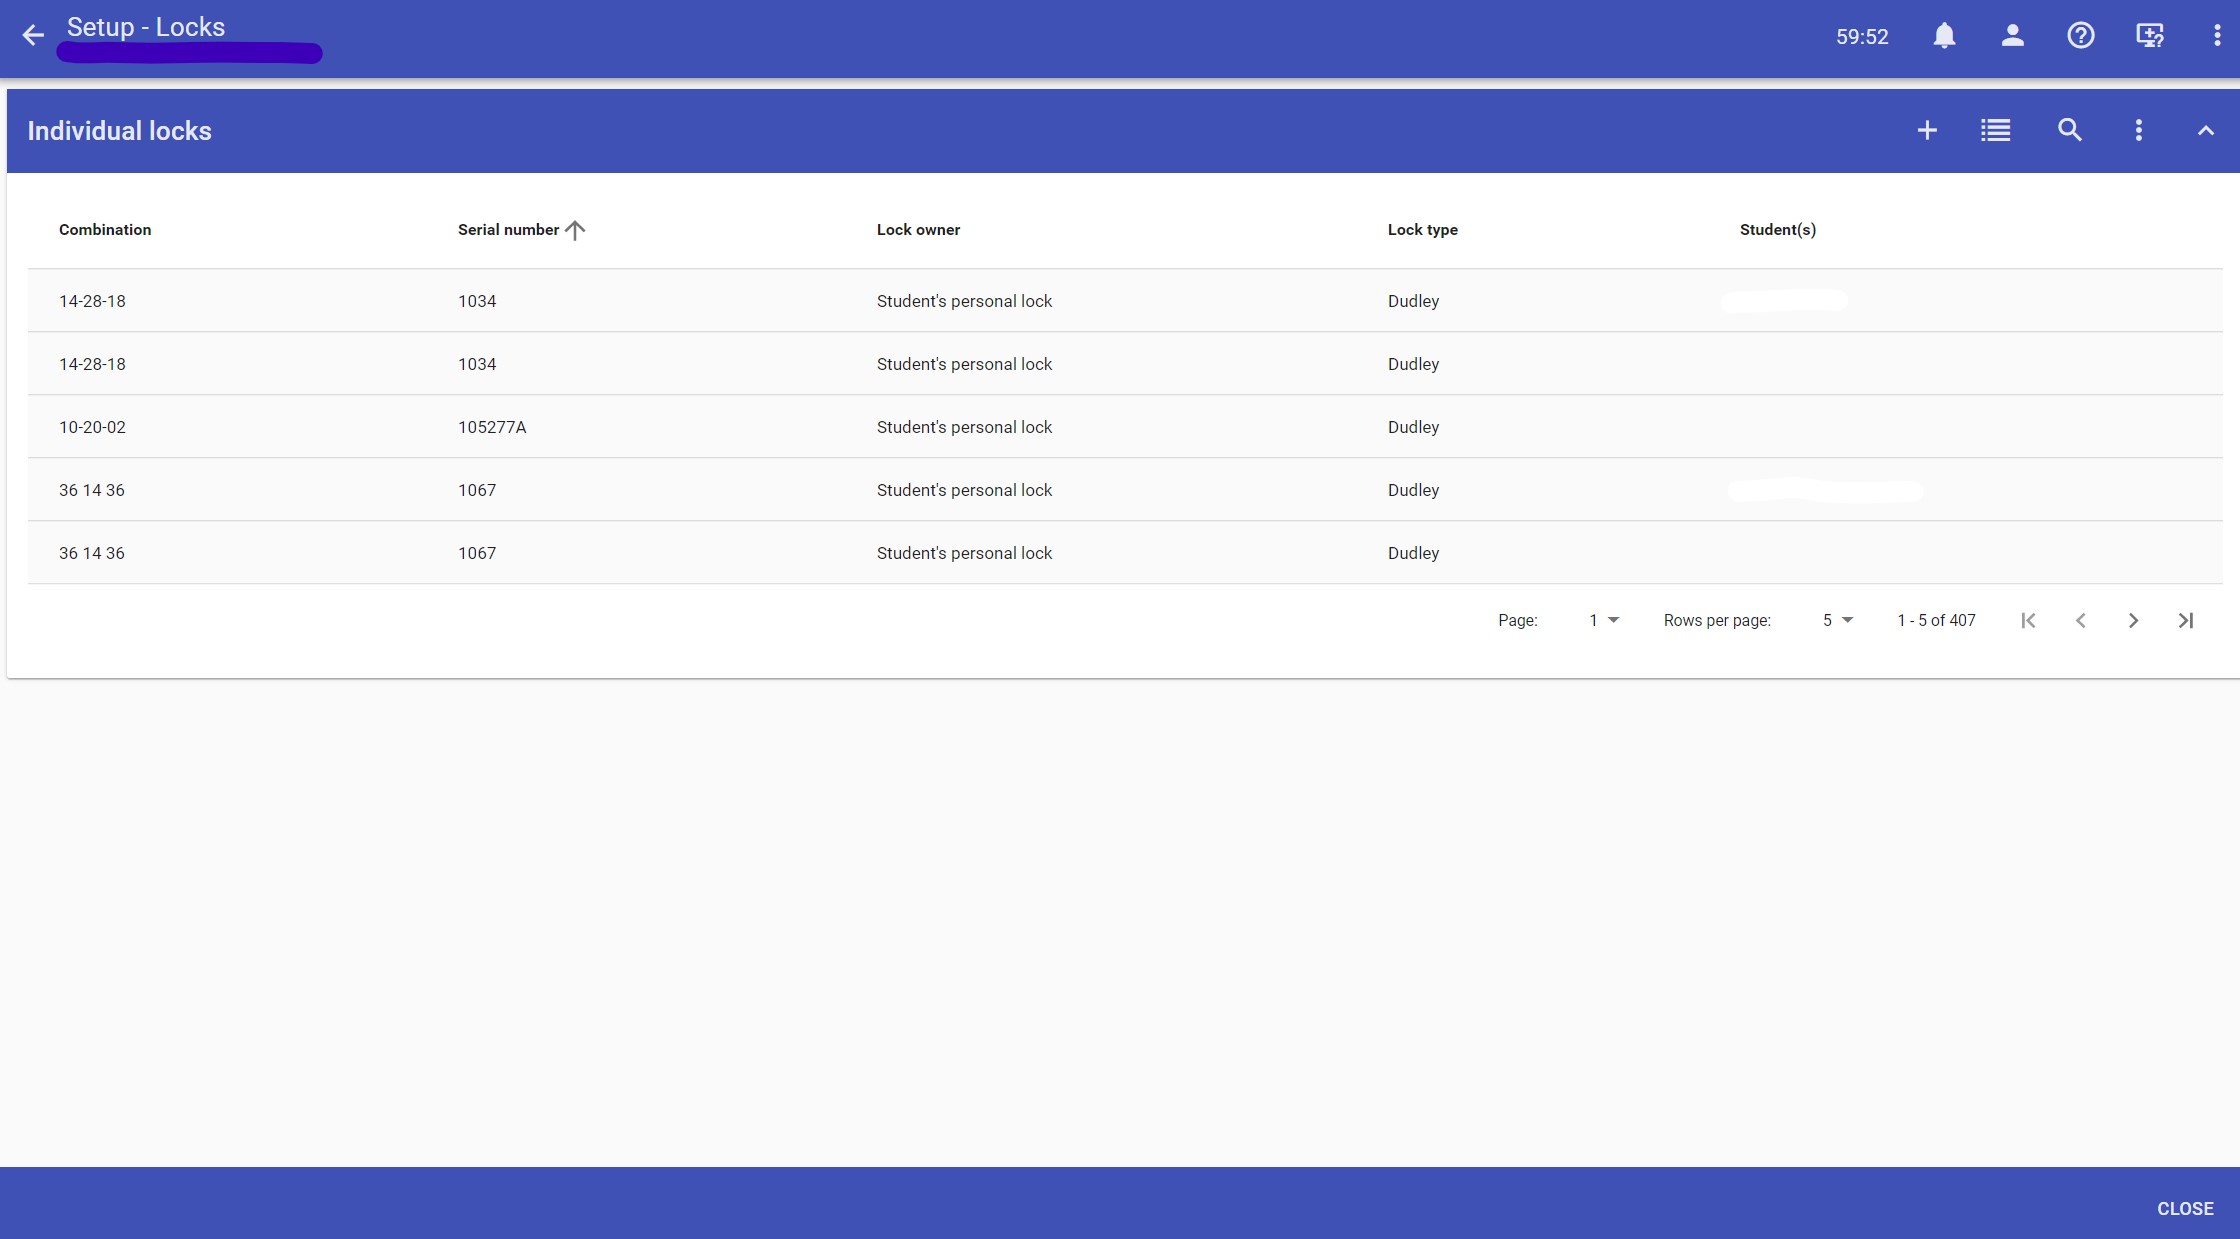 Setup - Locks
59:52
Individual locks
Combination Serial number Lock owner Lock type Student(s)
14-28-18 1034 Student's personal lock Dudley
14-28-18 1034 Student's personal lock Dudley
10-20-02 105277A Student's personal lock Dudley
36 14 36 1067 Student's personal lock Dudley
36 14 36 1067 Student's personal lock Dudley
Page: 1 Rows per page: 5 1 - 5 of 407
CLOSE